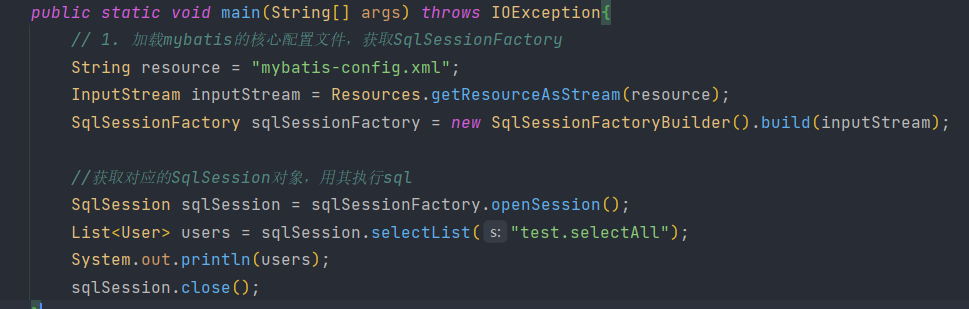 public static void main(String[] args) throws IOException{
// 1. 加载mybatis的核心配置文件，获取SqlSessionFactory
String resource = "mybatis-config.xml";
InputStream inputStream = Resources.getResourceAsStream(resource);
SqlSessionFactory sqlSessionFactory = new SqlSessionFactoryBuilder().build(inputStream);
//获取对应的SqlSession对象，用其执行sql
SqlSession sqlSession = sqlSessionFactory.openSession();
List<User> users = sqlSession.selectList( s: "test.selectAll");
System.out.println(users);
sqlSession.close();
}